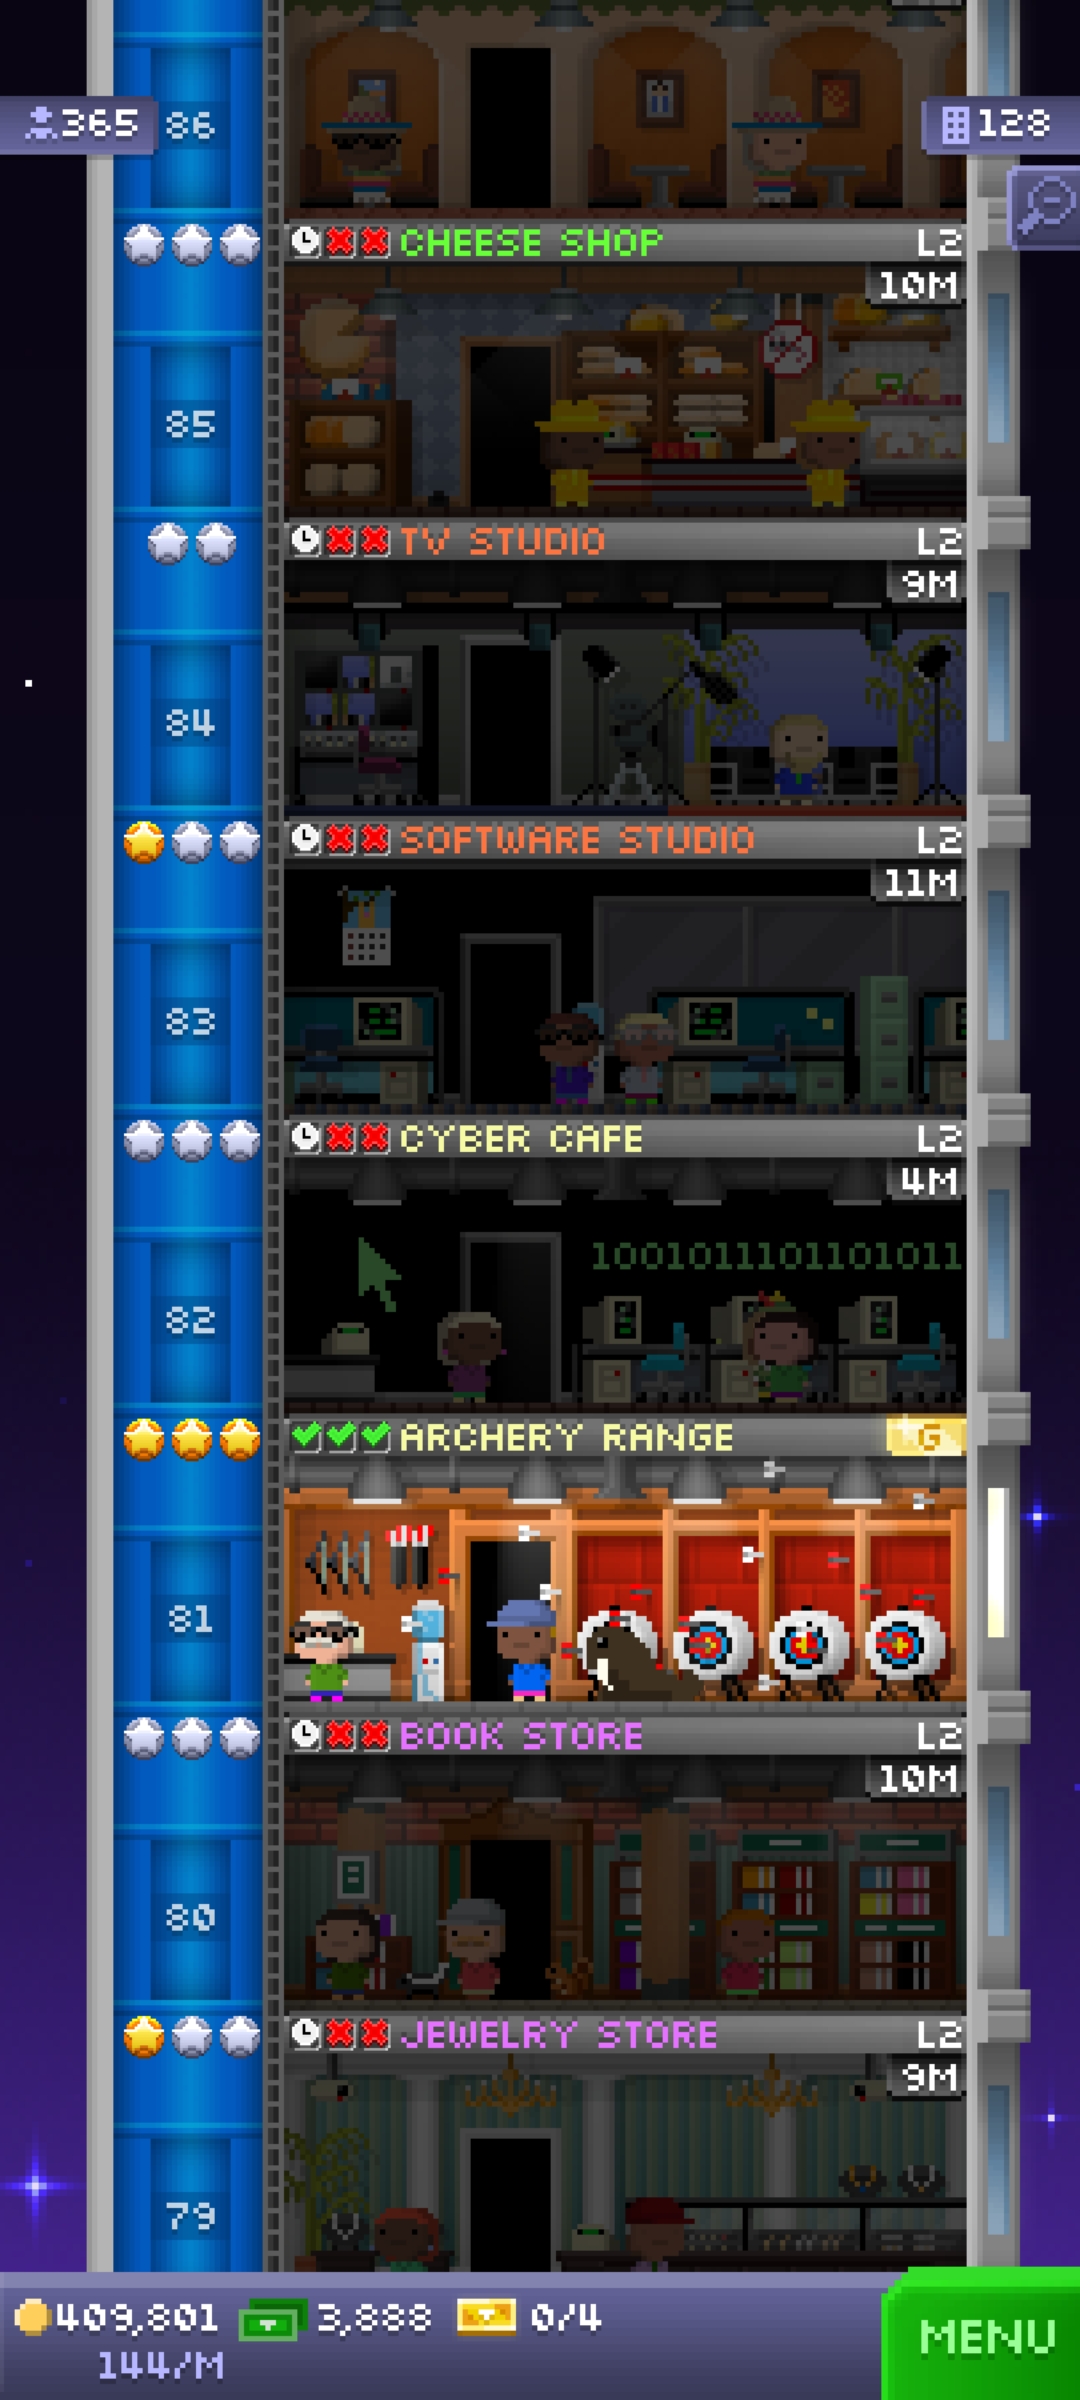 365
86
128
CHEESE SHOP
L2
10M
85
TV STUDIO
L2
9M
84
SOFTWARE STUDIO
L2
11M
83
CYBER CAFE
L2
4M
1001011101101011
82
ARCHERY RANGE
G
81
BOOK STORE
L2
10M
80
JEWELRY STORE
L2
9M
79
409,801
3,888
0/4
MENU
144/M